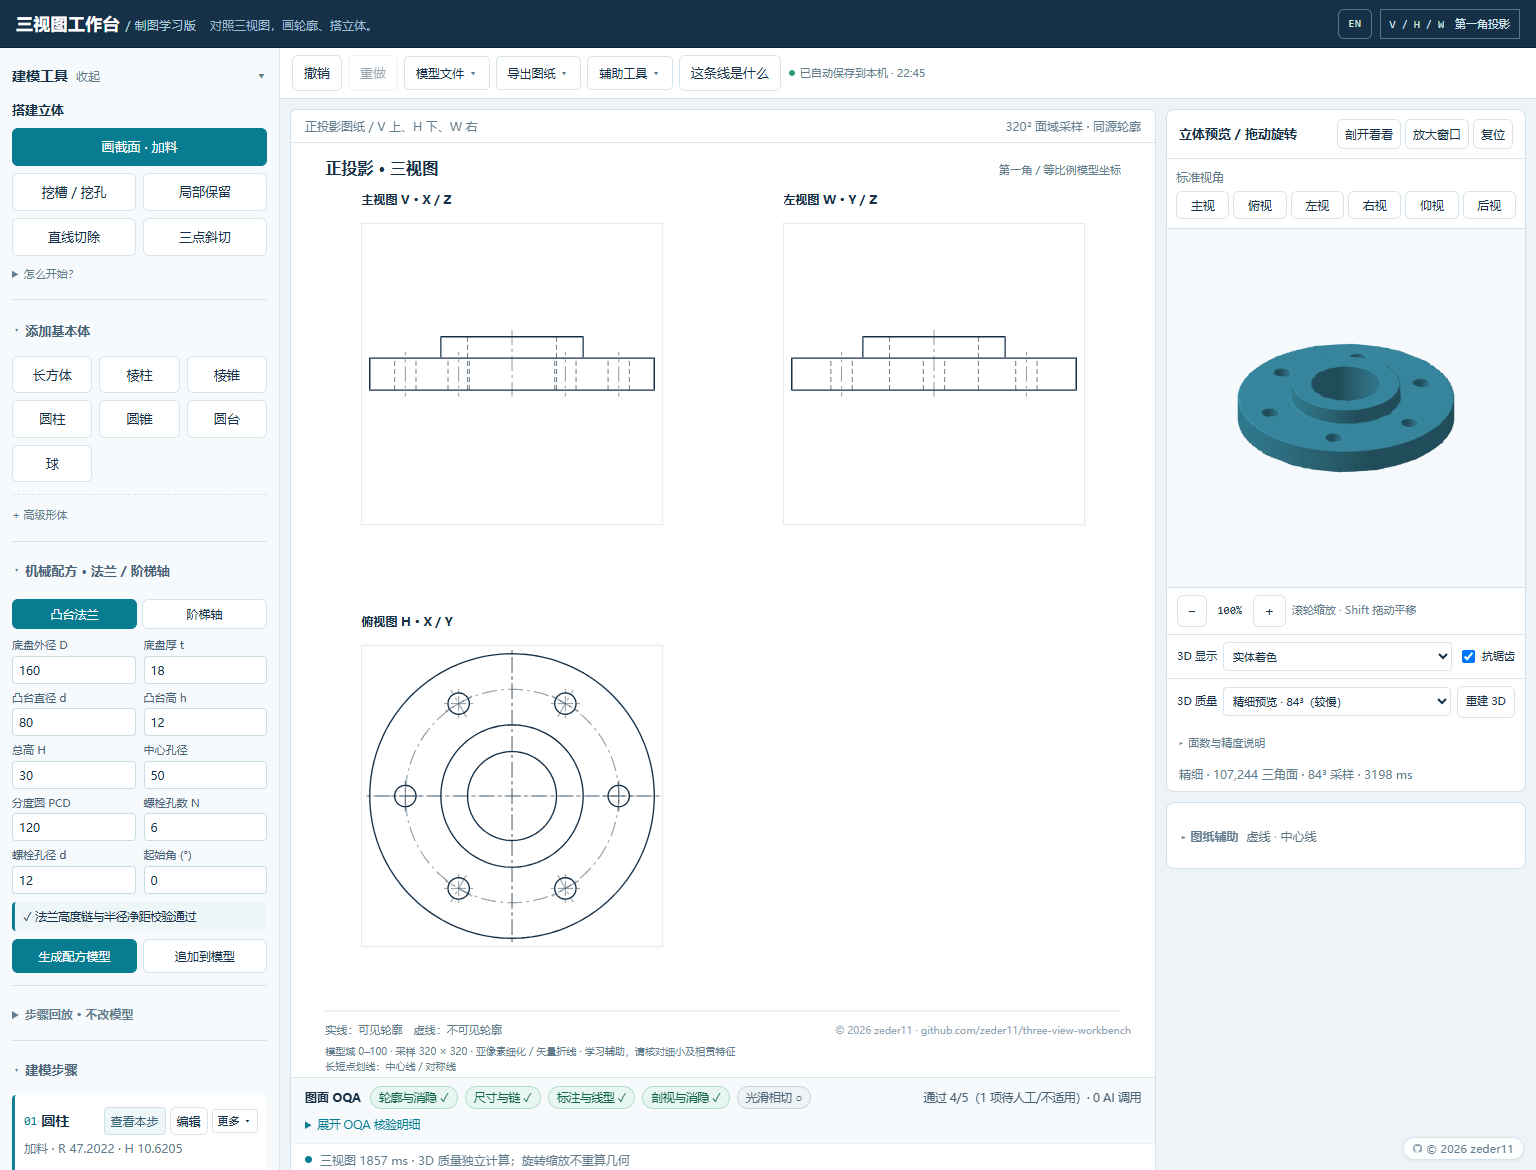 三视图工作台 / 制图学习版 对照三视图，画轮廓、搭立体。
EN
V / H / W 第一角投影
建模工具 收起 ▼
搭建立体
画截面 · 加料
挖槽 / 挖孔 局部保留
直线切除 三点斜切
▶ 怎么开始？
添加基本体
长方体 棱柱 棱锥
圆柱 圆锥 圆台
球
+ 高级形体
机械配方 · 法兰 / 阶梯轴
凸台法兰 阶梯轴
底盘外径 D 底盘厚 t
160 18
凸台直径 d 凸台高 h
80 12
总高 H 中心孔径
30 50
分度圆 PCD 螺栓孔数 N
120 6
螺栓孔径 d 起始角 (°)
12 0
✓ 法兰高度链与半径净距校验通过
生成配方模型 追加到模型
▶ 步骤回放 · 不改模型
建模步骤
01 圆柱 查看本步 编辑 更多
加料 · R 47.2022 · H 10.6205
撤销 重做 模型文件 导出图纸 辅助工具 这条线是什么 已自动保存到本机 · 22:45
正投影图纸 / V 上、H 下、W 右 320² 面域采样 · 同源轮廓
正投影 · 三视图 第一角 / 等比例模型坐标
主视图 V · X / Z 左视图 W · Y / Z
俯视图 H · X / Y
实线：可见轮廓 虚线：不可见轮廓 © 2026 zeder11 · github.com/zeder11/three-view-workbench
模型域 0–100 · 采样 320 × 320 · 亚像素细化 / 矢量折线 · 学习辅助，请核对细小及相贯特征
长短点划线：中心线 / 对称线
图面 OQA 轮廓与消隐 ✓ 尺寸与链 ✓ 标注与线型 ✓ 剖视与消隐 ✓ 光滑相切 ○ 通过 4/5（1 项待人工/不适用）· 0 AI 调用
▶ 展开 OQA 核验明细
三视图 1857 ms · 3D 质量独立计算；旋转缩放不重算几何
立体预览 / 拖动旋转 剖开看看 放大窗口 复位
标准视角
主视 俯视 左视 右视 仰视 后视
− 100% + 滚轮缩放 · Shift 拖动平移
3D 显示 实体着色 抗锯齿
3D 质量 精细预览 · 84³（较慢） 重建 3D
面数与精度说明
精细 · 107,244 三角面 · 84³ 采样 · 3198 ms
图纸辅助 虚线 · 中心线
© 2026 zeder11